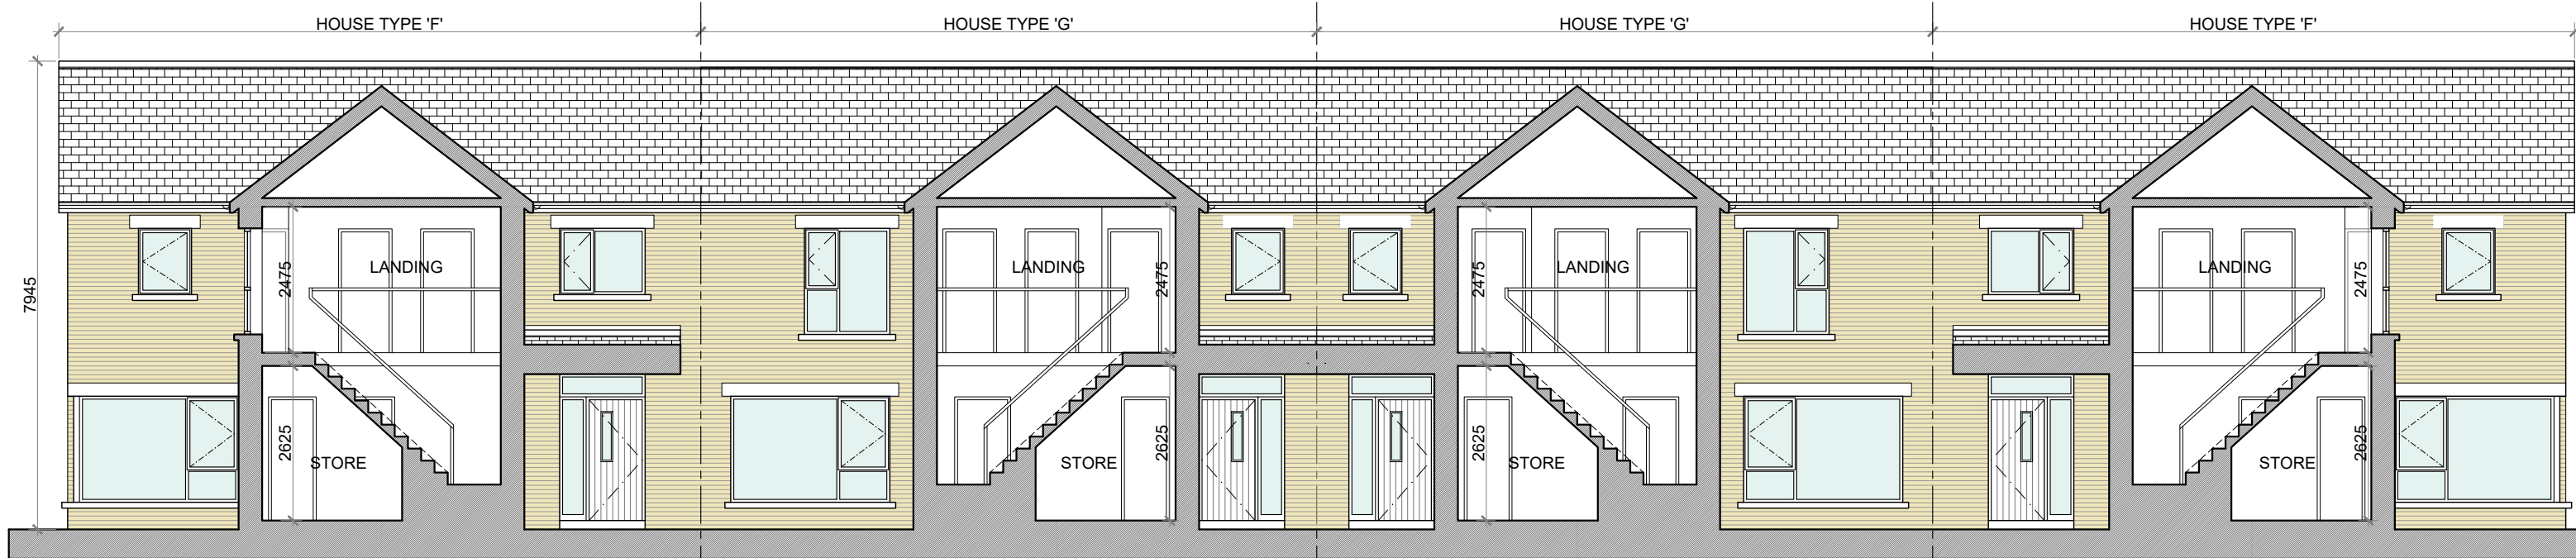 HOUSE TYPE 'F'
HOUSE TYPE 'G'
HOUSE TYPE 'G'
HOUSE TYPE 'F'
7945
2475
LANDING
LANDING
2475
2475
LANDING
LANDING
2475
2625
STORE
STORE
2625
2625
STORE
STORE
2625